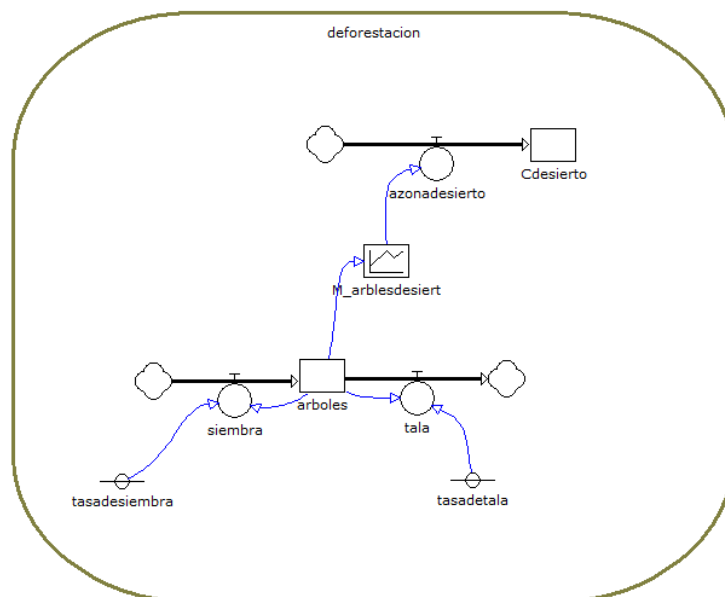 deforestacion
azonadesierto
Cdesierto
M_arblesdesiert
arboles
siembra
tala
tasadesiembra
tasadetala